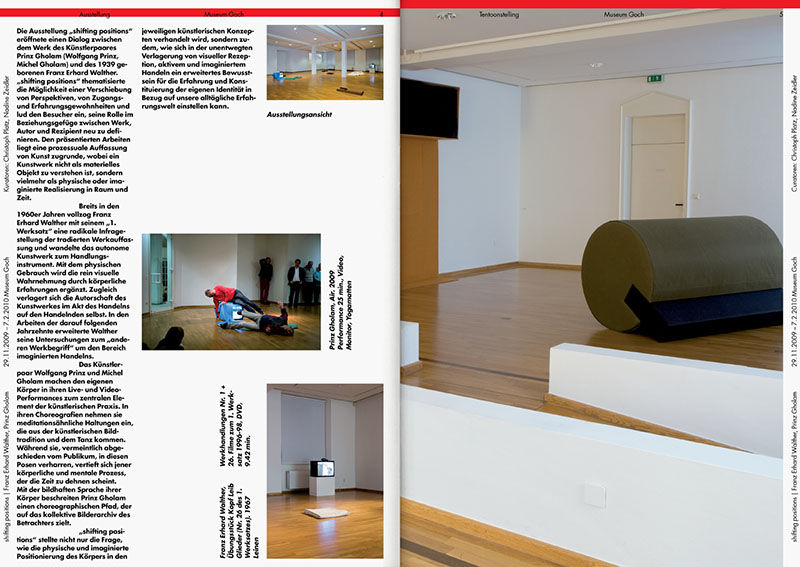 Ausstellung
Museum Goch
4
Die Ausstellung „shifting positions“
eröffnete einen Dialog zwischen
dem Werk des Künstlerpaares
Prinz Gholam (Wolfgang Prinz,
Michel Gholam) und des 1939 ge-
borenen Franz Erhard Walther.
„shifting positions“ thematisierte
die Möglichkeit einer Verschiebung
von Perspektiven, von Zugangs-
und Erfahrungsgewohnheiten und
lud den Besucher ein, seine Rolle im
Beziehungsgefüge zwischen Werk,
Autor und Rezipient neu zu defi-
nieren. Den präsentierten Arbeiten
liegt eine prozessuale Auffassung
von Kunst zugrunde, wobei ein
Kunstwerk nicht als materielles
Objekt zu verstehen ist, sondern
vielmehr als physische oder ima-
ginierte Realisierung in Raum und
Zeit.
Breits in den
1960er Jahren vollzog Franz
Erhard Walther mit seinem „1.
Werksatz“ eine radikale Infrage-
stellung der tradierten Werkauffas-
sung und wandelte das autonome
Kunstwerk zum Handlungs-
instrument. Mit dem physischen
Gebrauch wird die rein visuelle
Wahrnehmung durch körperliche
Erfahrungen ergänzt. Zugleich
verlagert sich die Autorschaft des
Kunstwerkes im Akt des Handelns
auf den Handelnden selbst. In den
Arbeiten der darauf folgenden
Jahrzehnte erweiterte Walther
seine Untersuchungen zum „ande-
ren Werkbegriff“ um den Bereich
imaginierten Handelns.
Das Künstler-
paar Wolfgang Prinz und Michel
Gholam machen den eigenen
Körper in ihren Live- und Video-
Performances zum zentralen Ele-
ment der künstlerischen Praxis. In
ihren Choreografien nehmen sie
meditationsähnliche Haltungen ein,
die aus der künstlerischen Bild-
tradition und dem Tanz kommen.
Während sie, vermeintlich abge-
schieden vom Publikum, in diesen
Posen verharren, vertieft sich jener
körperliche und mentale Prozess,
der die Zeit zu dehnen scheint.
Mit der bildhaften Sprache ihrer
Körper beschreiten Prinz Gholam
einen choreographischen Pfad, der
auf das kollektive Bilderarchiv des
Betrachters zielt.
„shifting posi-
tions“ stellte nicht nur die Frage,
wie die physische und imaginierte
Positionierung des Körpers in den
jeweiligen künstlerischen Konzep-
ten verhandelt wird, sondern zu-
dem, wie sich in der unentwegten
Verlagerung von visueller Rezep-
tion, aktivem und imaginiertem
Handeln ein erweitertes Bewusst-
sein für die Erfahrung und Kons-
tituierung der eigenen Identität in
Bezug auf unsere alltägliche Erfah-
rungswelt einstellen kann.
Ausstellungsansicht
Prinz Gholam, Air, 2009
Performance 25 min., Video,
Monitor, Yogamatten
Franz Erhard Walther,
Übungsstück Kopf Leib
Glieder (Nr. 26 des 1.
Werksatzes), 1967
Leinen
Werkhandlungen Nr. 1 +
26. Filme zum 1. Werk-
satz 1996-98, DVD,
9.42 min.
shifting positions | Franz Erhard Walther, Prinz Gholam
29.11.2009 – 7.2.2010 Museum Goch
Kuratoren: Christoph Platz, Nadine Zeidler
Tentoonstelling
Museum Goch
5
shifting positions | Franz Erhard Walther, Prinz Gholam
29.11.2009 – 7.2.2010 Museum Goch
Curatoren: Christoph Platz, Nadine Zeidler